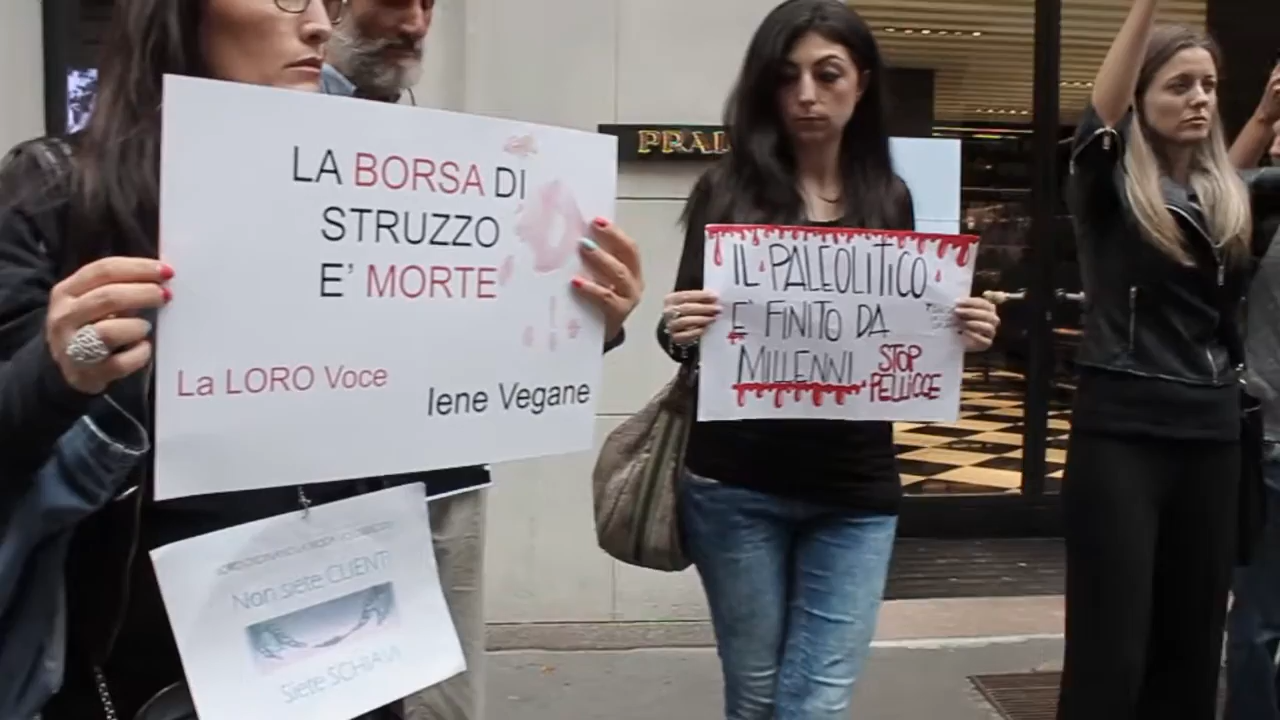 LA BORSA DI
STRUZZO
E' MORTE
La LORO Voce
Iene Vegane
Non siete CLIENTI
Siete SCHIAVI
PRAD
IL PALEOLITICO
E' FINITO DA
MILLENNI
STOP
PELLICCE